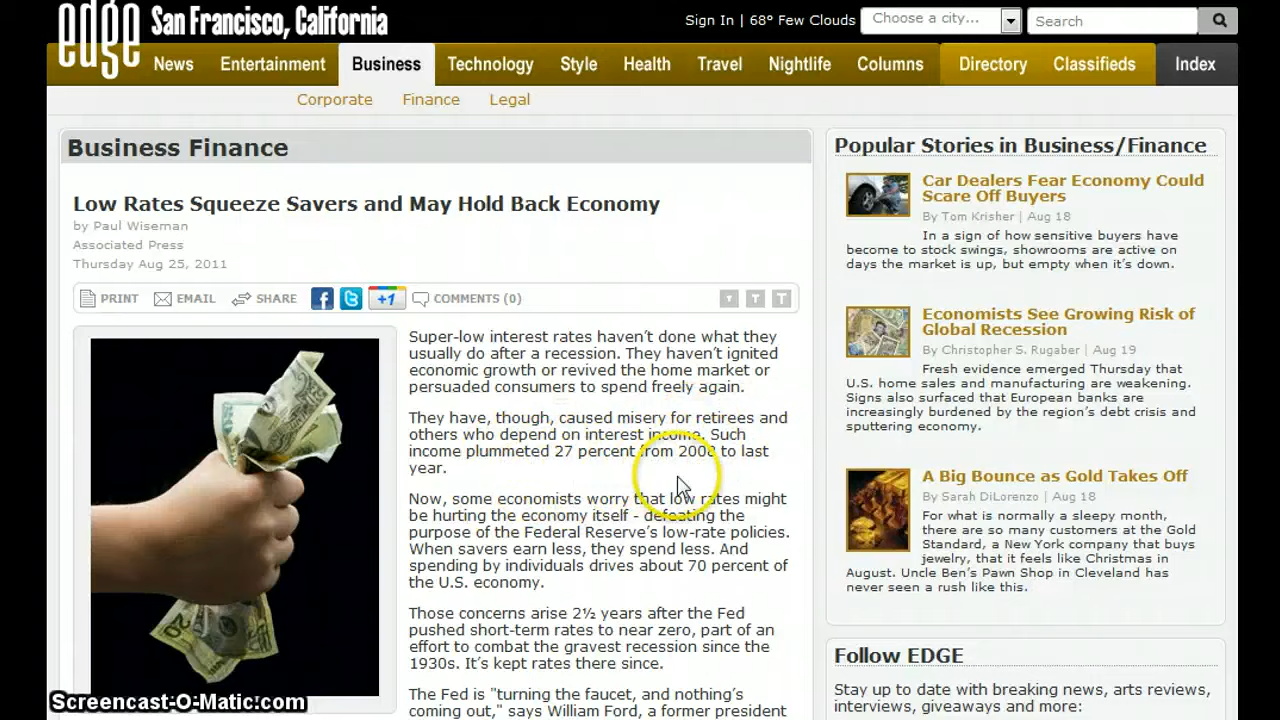 edge San Francisco, California
Sign In | 68° Few Clouds
Choose a city...
Search
News Entertainment Business Technology Style Health Travel Nightlife Columns Directory Classifieds Index
Corporate Finance Legal
Business Finance
Low Rates Squeeze Savers and May Hold Back Economy
by Paul Wiseman
Associated Press
Thursday Aug 25, 2011
PRINT EMAIL SHARE +1 COMMENTS (0)
Super-low interest rates haven't done what they
usually do after a recession. They haven't ignited
economic growth or revived the home market or
persuaded consumers to spend freely again.
They have, though, caused misery for retirees and
others who depend on interest income. Such
income plummeted 27 percent from 2008 to last
year.
Now, some economists worry that low rates might
be hurting the economy itself - defeating the
purpose of the Federal Reserve's low-rate policies.
When savers earn less, they spend less. And
spending by individuals drives about 70 percent of
the U.S. economy.
Those concerns arise 2½ years after the Fed
pushed short-term rates to near zero, part of an
effort to combat the gravest recession since the
1930s. It's kept rates there since.
The Fed is "turning the faucet, and nothing's
coming out," says William Ford, a former president
Popular Stories in Business/Finance
Car Dealers Fear Economy Could
Scare Off Buyers
By Tom Krisher | Aug 18
In a sign of how sensitive buyers have
become to stock swings, showrooms are active on
days the market is up, but empty when it's down.
Economists See Growing Risk of
Global Recession
By Christopher S. Rugaber | Aug 19
Fresh evidence emerged Thursday that
U.S. home sales and manufacturing are weakening.
Signs also surfaced that European banks are
increasingly burdened by the region's debt crisis and
sputtering economy.
A Big Bounce as Gold Takes Off
By Sarah DiLorenzo | Aug 18
For what is normally a sleepy month,
there are so many customers at the Gold
Standard, a New York company that buys
jewelry, that it feels like Christmas in
August. Uncle Ben's Pawn Shop in Cleveland has
never seen a rush like this.
Follow EDGE
Stay up to date with breaking news, arts reviews,
interviews, giveaways and more:
Screencast-O-Matic.com